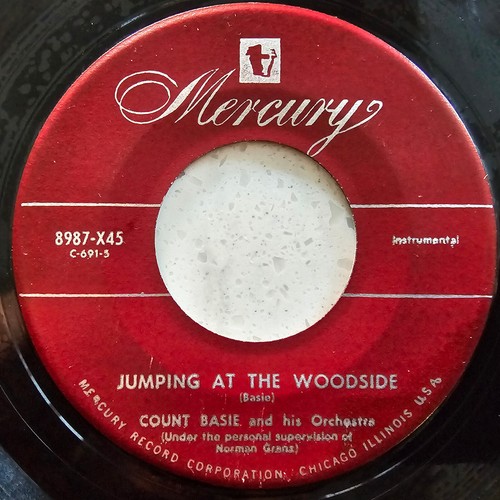 Mercury
8987-X45
C-691-5
Instrumental
JUMPING AT THE WOODSIDE
(Basie)
COUNT BASIE and his Orchestra
(Under the personal supervision of
Norman Granz)
MERCURY RECORD CORPORATION: CHICAGO ILLINOIS U.S.A.